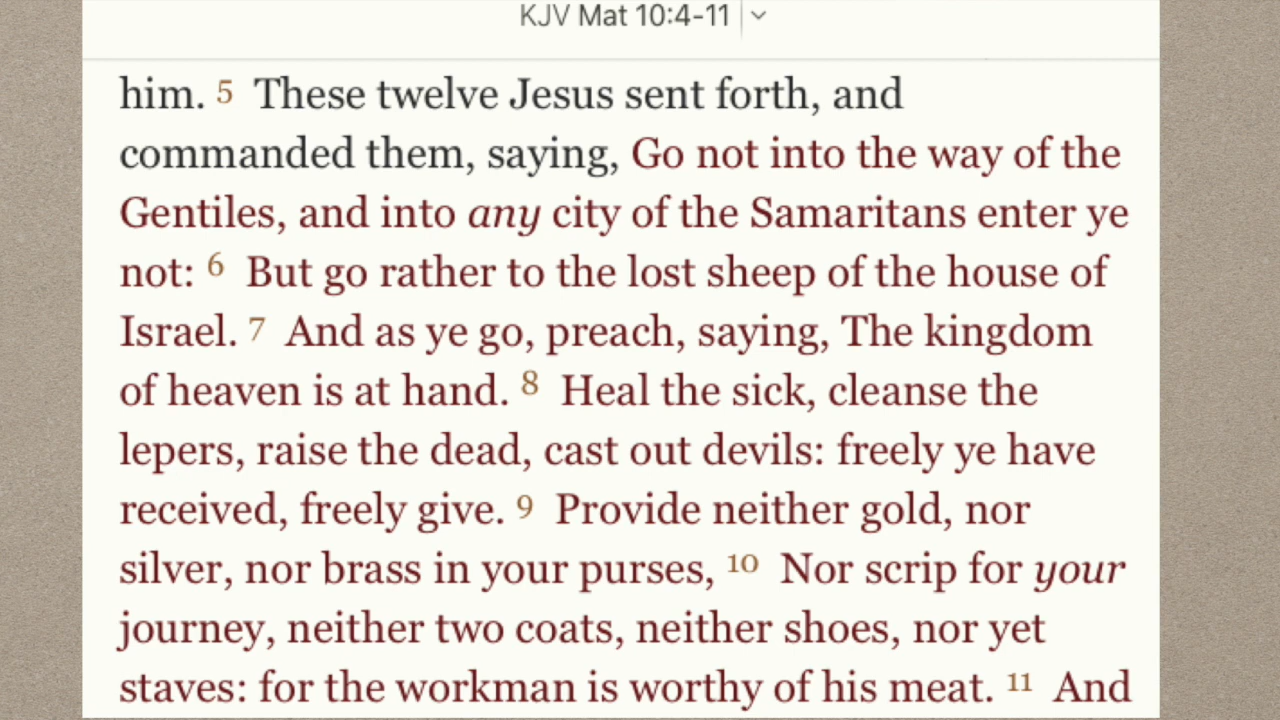 KJV Mat 10:4-11
him. 5 These twelve Jesus sent forth, and
commanded them, saying, Go not into the way of the
Gentiles, and into any city of the Samaritans enter ye
not: 6 But go rather to the lost sheep of the house of
Israel. 7 And as ye go, preach, saying, The kingdom
of heaven is at hand. 8 Heal the sick, cleanse the
lepers, raise the dead, cast out devils: freely ye have
received, freely give. 9 Provide neither gold, nor
silver, nor brass in your purses, 10 Nor scrip for your
journey, neither two coats, neither shoes, nor yet
staves: for the workman is worthy of his meat. 11 And